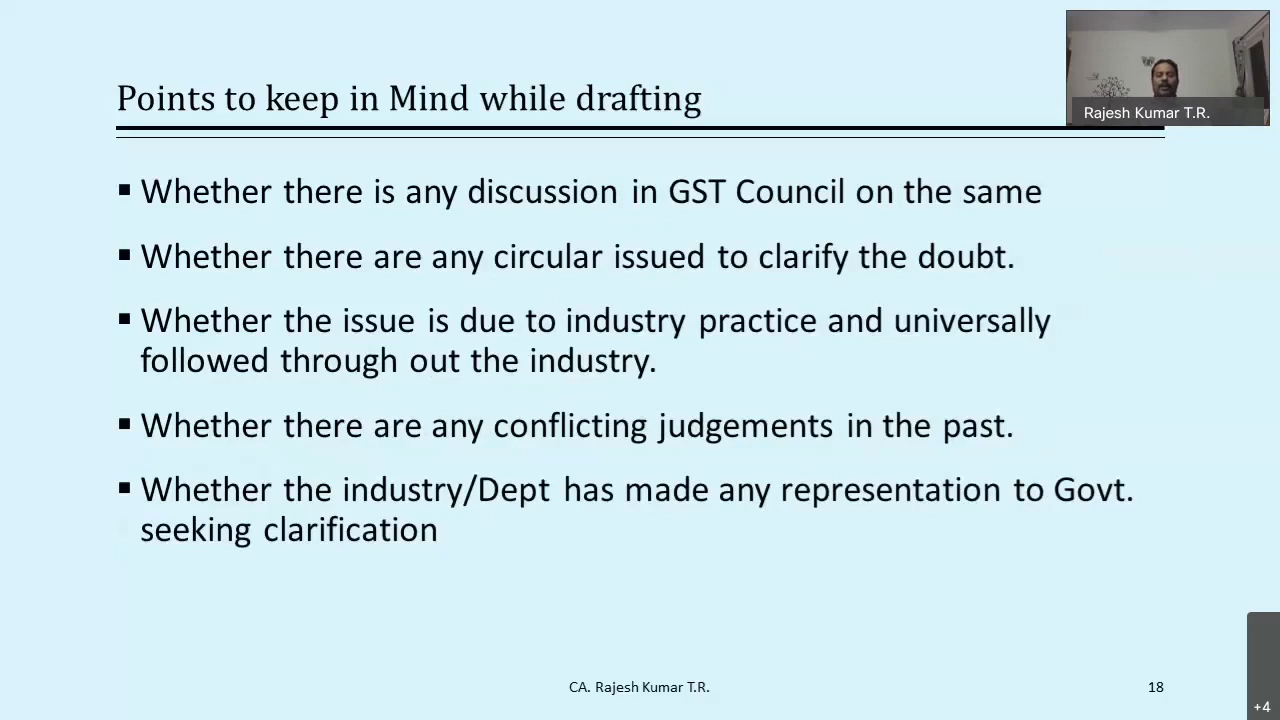 Points to keep in Mind while drafting
Rajesh Kumar T.R.
▪ Whether there is any discussion in GST Council on the same
▪ Whether there are any circular issued to clarify the doubt.
▪ Whether the issue is due to industry practice and universally
followed through out the industry.
▪ Whether there are any conflicting judgements in the past.
▪ Whether the industry/Dept has made any representation to Govt.
seeking clarification
CA. Rajesh Kumar T.R.
18
+4